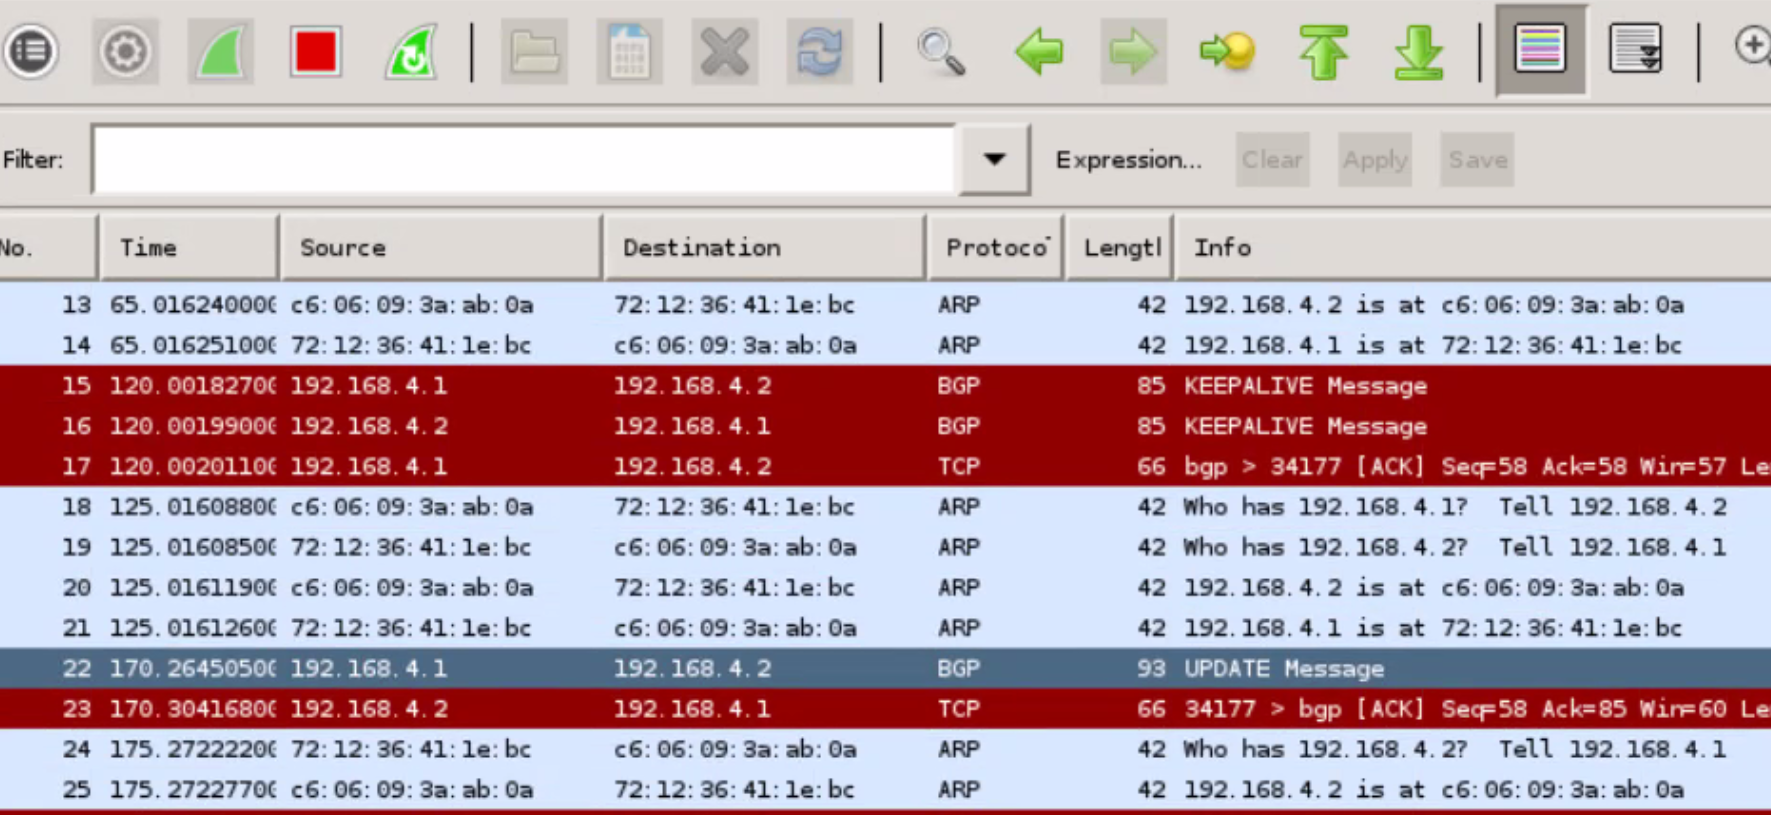 Filter: Expression... Clear Apply Save
No. Time Source Destination Protoco Lengtl Info
13 65.016240000 c6:06:09:3a:ab:0a 72:12:36:41:1e:bc ARP 42 192.168.4.2 is at c6:06:09:3a:ab:0a
14 65.016251000 72:12:36:41:1e:bc c6:06:09:3a:ab:0a ARP 42 192.168.4.1 is at 72:12:36:41:1e:bc
15 120.00182700 192.168.4.1 192.168.4.2 BGP 85 KEEPALIVE Message
16 120.00199000 192.168.4.2 192.168.4.1 BGP 85 KEEPALIVE Message
17 120.00201100 192.168.4.1 192.168.4.2 TCP 66 bgp > 34177 [ACK] Seq=58 Ack=58 Win=57 Le
18 125.01608800 c6:06:09:3a:ab:0a 72:12:36:41:1e:bc ARP 42 Who has 192.168.4.1? Tell 192.168.4.2
19 125.01608500 72:12:36:41:1e:bc c6:06:09:3a:ab:0a ARP 42 Who has 192.168.4.2? Tell 192.168.4.1
20 125.01611900 c6:06:09:3a:ab:0a 72:12:36:41:1e:bc ARP 42 192.168.4.2 is at c6:06:09:3a:ab:0a
21 125.01612600 72:12:36:41:1e:bc c6:06:09:3a:ab:0a ARP 42 192.168.4.1 is at 72:12:36:41:1e:bc
22 170.26450500 192.168.4.1 192.168.4.2 BGP 93 UPDATE Message
23 170.30416800 192.168.4.2 192.168.4.1 TCP 66 34177 > bgp [ACK] Seq=58 Ack=85 Win=60 Le
24 175.27222200 72:12:36:41:1e:bc c6:06:09:3a:ab:0a ARP 42 Who has 192.168.4.2? Tell 192.168.4.1
25 175.27227700 c6:06:09:3a:ab:0a 72:12:36:41:1e:bc ARP 42 192.168.4.2 is at c6:06:09:3a:ab:0a